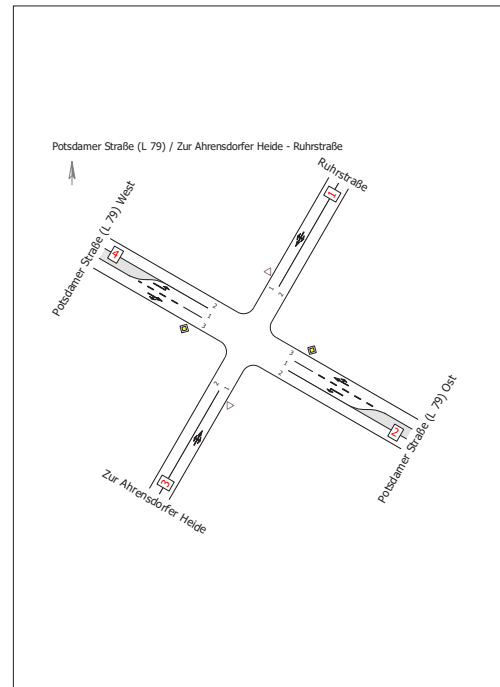 Potsdamer Straße (L 79) / Zur Ahrensdorfer Heide - Ruhrstraße
Ruhrstraße
1
Potsdamer Straße (L 79) West
4
1
2
2
1
3
3
1
2
Potsdamer Straße (L 79) Ost
2
2
1
3
Zur Ahrensdorfer Heide